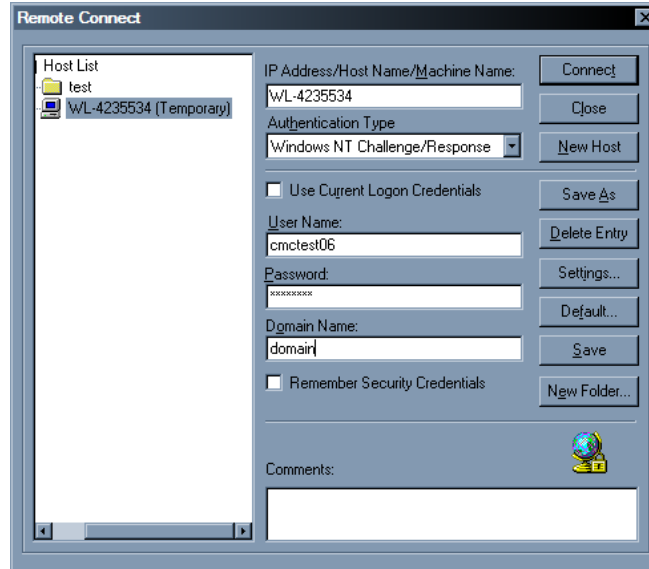 Remote Connect
Host List
test
WL-4235534 (Temporary)
IP Address/Host Name/Machine Name:
WL-4235534
Authentication Type
Windows NT Challenge/Response
Use Current Logon Credentials
User Name:
cmctest06
Password:
********
Domain Name:
domain
Remember Security Credentials
Comments:
Connect
Close
New Host
Save As
Delete Entry
Settings...
Default...
Save
New Folder...